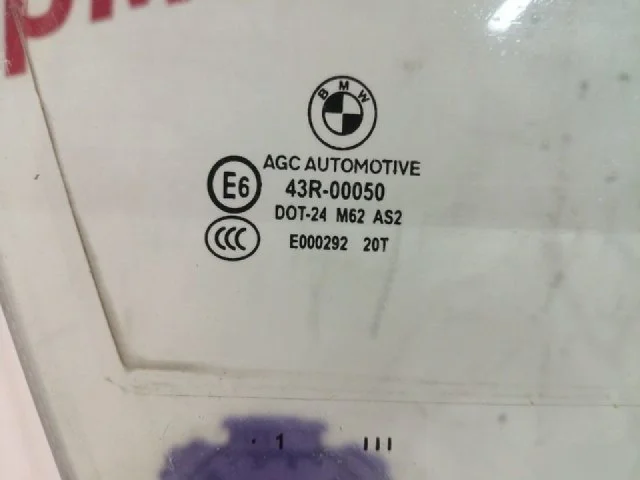 BMW
AGC AUTOMOTIVE
E6 43R-00050
DOT-24 M62 AS2
CCC E000292 20T
. 1 III